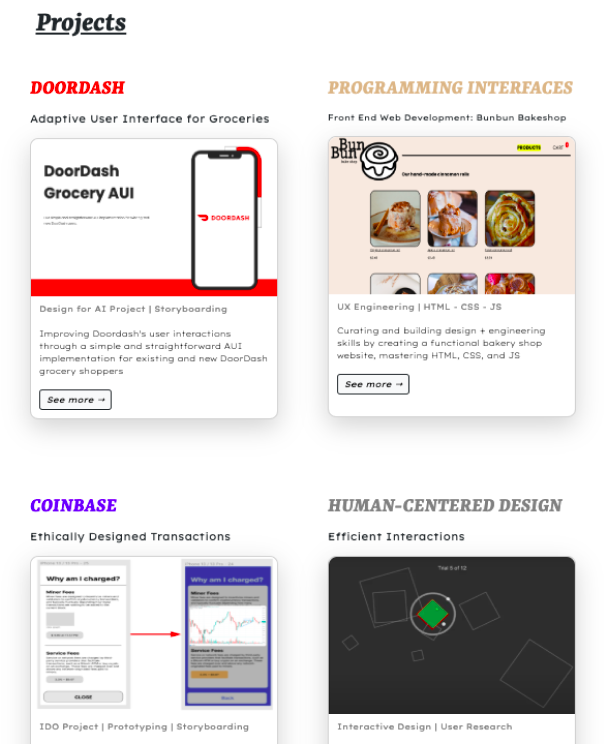 Projects
DOORDASH
Adaptive User Interface for Groceries
DoorDash
Grocery AUI
DOORDASH
Design for AI Project | Storyboarding
Improving Doordash's user interactions
through a simple and straightforward AUI
implementation for existing and new DoorDash
grocery shoppers
See more →
PROGRAMMING INTERFACES
Front End Web Development: Bunbun Bakeshop
Bun
Bun
PRODUCTS
CART
Our hand-made cinnamon rolls
UX Engineering | HTML - CSS - JS
Curating and building design + engineering
skills by creating a functional bakery shop
website, mastering HTML, CSS, and JS
See more →
COINBASE
Ethically Designed Transactions
Why am i charged?
Miner Fees
Service Fees
CLOSE
Why am i charged?
Miner Fees
Service Fees
Back
IDO Project | Prototyping | Storyboarding
HUMAN-CENTERED DESIGN
Efficient Interactions
Trial 5 of 12
Interactive Design | User Research